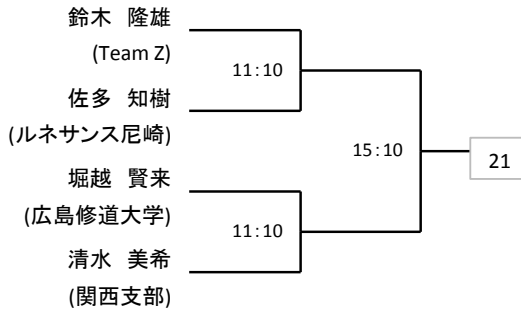 鈴木　隆雄
(Team Z)
11:10
佐多　知樹
(ルネサンス尼崎)
15:10
21
堀越　賢来
(広島修道大学)
11:10
清水　美希
(関西支部)